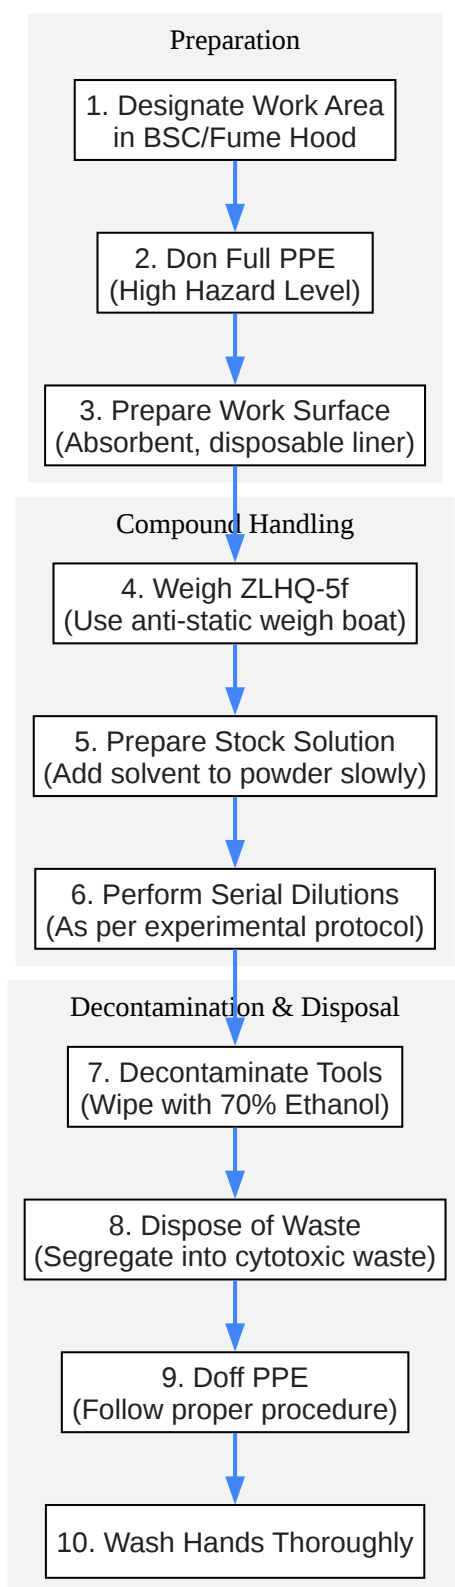 Preparation
1. Designate Work Area
in BSC/Fume Hood
2. Don Full PPE
(High Hazard Level)
3. Prepare Work Surface
(Absorbent, disposable liner)
Compound Handling
4. Weigh ZLHQ-5f
(Use anti-static weigh boat)
5. Prepare Stock Solution
(Add solvent to powder slowly)
6. Perform Serial Dilutions
(As per experimental protocol)
Decontamination & Disposal
7. Decontaminate Tools
(Wipe with 70% Ethanol)
8. Dispose of Waste
(Segregate into cytotoxic waste)
9. Doff PPE
(Follow proper procedure)
10. Wash Hands Thoroughly